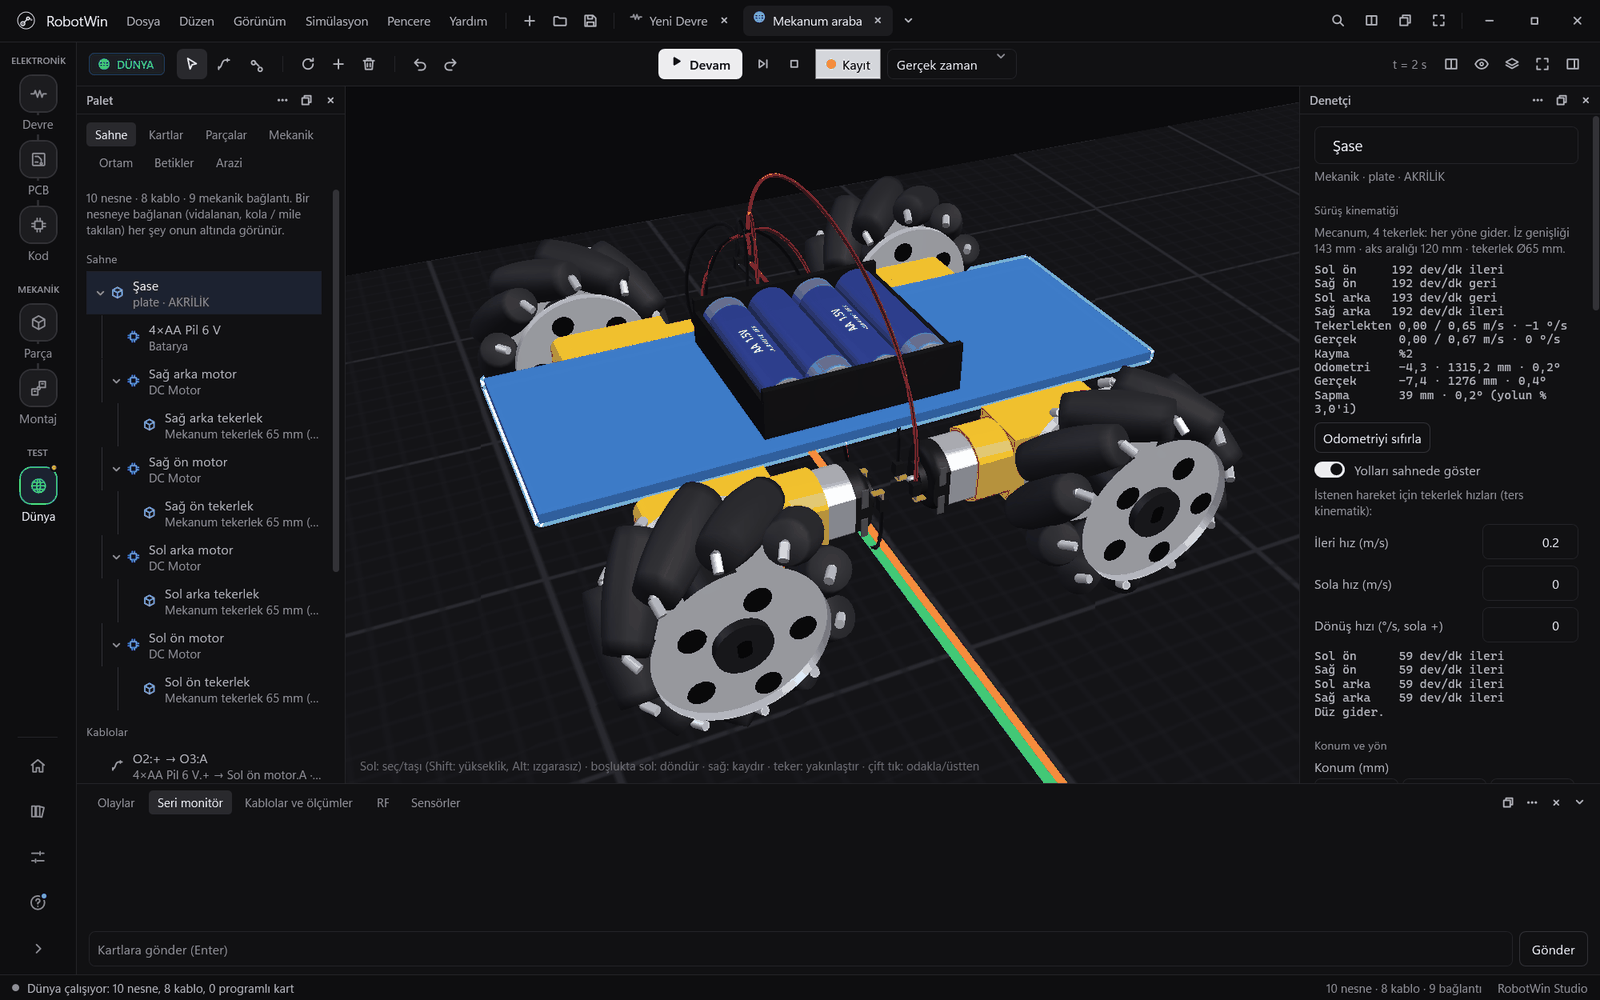 RobotWin Dosya Düzen Görünüm Simülasyon Pencere Yardım Yeni Devre Mekanum araba
ELEKTRONİK DÜNYA Devam Kayıt Gerçek zaman t = 2 s
Devre
PCB
Kod
MEKANİK
Parça
Montaj
TEST
Dünya
Palet
Sahne Kartlar Parçalar Mekanik
Ortam Betikler Arazi
10 nesne · 8 kablo · 9 mekanik bağlantı. Bir
nesneye bağlanan (vidalanan, kola / mile
takılan) her şey onun altında görünür.
Sahne
Şase
plate · AKRİLİK
4×AA Pil 6 V
Batarya
Sağ arka motor
DC Motor
Sağ arka tekerlek
Mekanum tekerlek 65 mm (...
Sağ ön motor
DC Motor
Sağ ön tekerlek
Mekanum tekerlek 65 mm (...
Sol arka motor
DC Motor
Sol arka tekerlek
Mekanum tekerlek 65 mm (...
Sol ön motor
DC Motor
Sol ön tekerlek
Mekanum tekerlek 65 mm (...
Kablolar
O2:+ → O3:A
4×AA Pil 6 V.+ → Sol ön motor.A ·...
AA 1.5V
AA 1.5V
Sol: seç/taşı (Shift: yükseklik, Alt: ızgarasız) · boşlukta sol: döndür · sağ: kaydır · teker: yakınlaştır · çift tık: odakla/üstten
Denetçi
Şase
Mekanik · plate · AKRİLİK
Sürüş kinematiği
Mecanum, 4 tekerlek: her yöne gider. İz genişliği
143 mm · aks aralığı 120 mm · tekerlek Ø65 mm.
Sol ön 192 dev/dk ileri
Sağ ön 192 dev/dk geri
Sol arka 193 dev/dk geri
Sağ arka 192 dev/dk ileri
Tekerlekten 0,00 / 0,65 m/s · −1 °/s
Gerçek 0,00 / 0,67 m/s · 0 °/s
Kayma %2
Odometri −4,3 · 1315,2 mm · 0,2°
Gerçek −7,4 · 1276 mm · 0,4°
Sapma 39 mm · 0,2° (yolun %
3,0'i)
Odometriyi sıfırla
Yolları sahnede göster
İstenen hareket için tekerlek hızları (ters
kinematik):
İleri hız (m/s) 0.2
Sola hız (m/s) 0
Dönüş hızı (°/s, sola +) 0
Sol ön 59 dev/dk ileri
Sağ ön 59 dev/dk ileri
Sol arka 59 dev/dk ileri
Sağ arka 59 dev/dk ileri
Düz gider.
Konum ve yön
Konum (mm)
Olaylar Seri monitör Kablolar ve ölçümler RF Sensörler
Kartlara gönder (Enter) Gönder
Dünya çalışıyor: 10 nesne, 8 kablo, 0 programlı kart 10 nesne · 8 kablo · 9 bağlantı RobotWin Studio